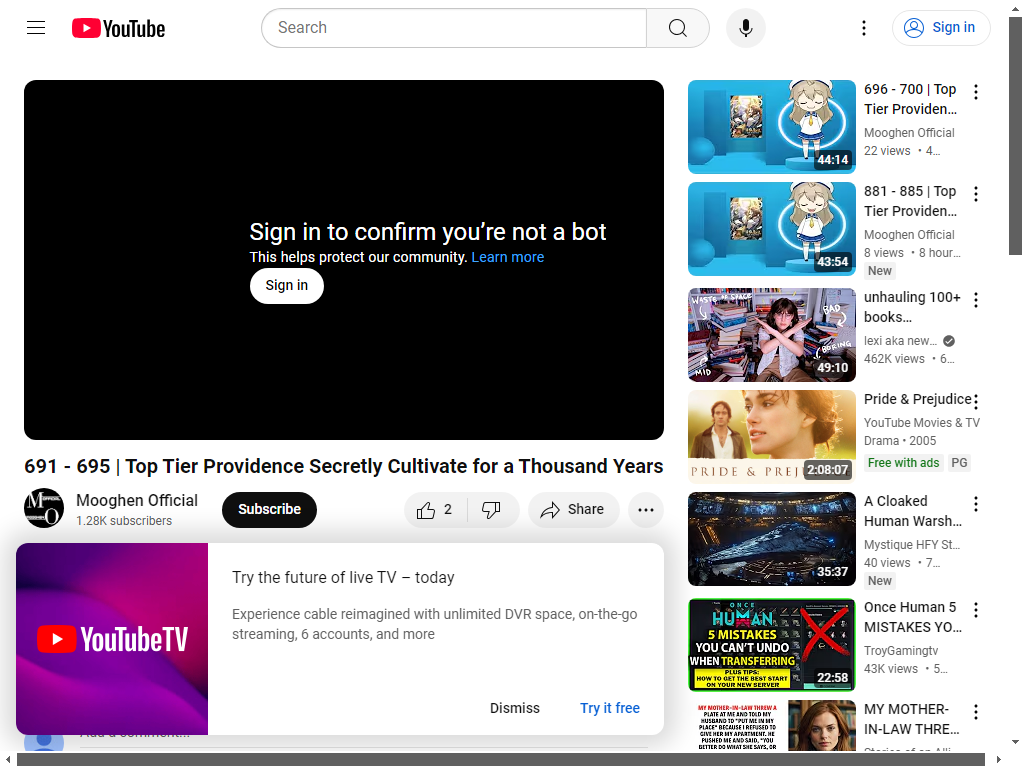 YouTube
Search
Sign in
Sign in to confirm you're not a bot
This helps protect our community. Learn more
Sign in
691 - 695 | Top Tier Providence Secretly Cultivate for a Thousand Years
Mooghen Official
1.28K subscribers
Subscribe
2
Share
YouTubeTV
Try the future of live TV – today
Experience cable reimagined with unlimited DVR space, on-the-go
streaming, 6 accounts, and more
Dismiss
Try it free
Add a comment...
44:14
696 - 700 | Top
Tier Providen...
Mooghen Official
22 views • 4...
43:54
881 - 885 | Top
Tier Providen...
Mooghen Official
8 views • 8 hour...
New
WASTE OF SPACE
BAD
BORING
MID
49:10
unhauling 100+
books...
lexi aka new...
462K views • 6...
PRIDE & PREJ
2:08:07
Pride & Prejudice
YouTube Movies & TV
Drama • 2005
Free with ads
PG
35:37
A Cloaked
Human Warsh...
Mystique HFY St...
40 views • 7...
New
ONCE
HUMAN
5 MISTAKES
YOU CAN'T UNDO
WHEN TRANSFERRING
PLUS TIPS:
HOW TO GET THE BEST START
ON YOUR NEW SERVER
22:58
Once Human 5
MISTAKES YO...
TroyGamingtv
43K views • 5...
MY MOTHER-IN-LAW THREW A
PLATE AT ME AND TOLD MY
HUSBAND TO "PUT ME IN MY
PLACE" BECAUSE I REFUSED TO
GIVE HER MY APARTMENT. HE
PUSHED ME AND SAID, "YOU
BETTER DO WHAT SHE SAYS, OR
MY MOTHER-
IN-LAW THRE...